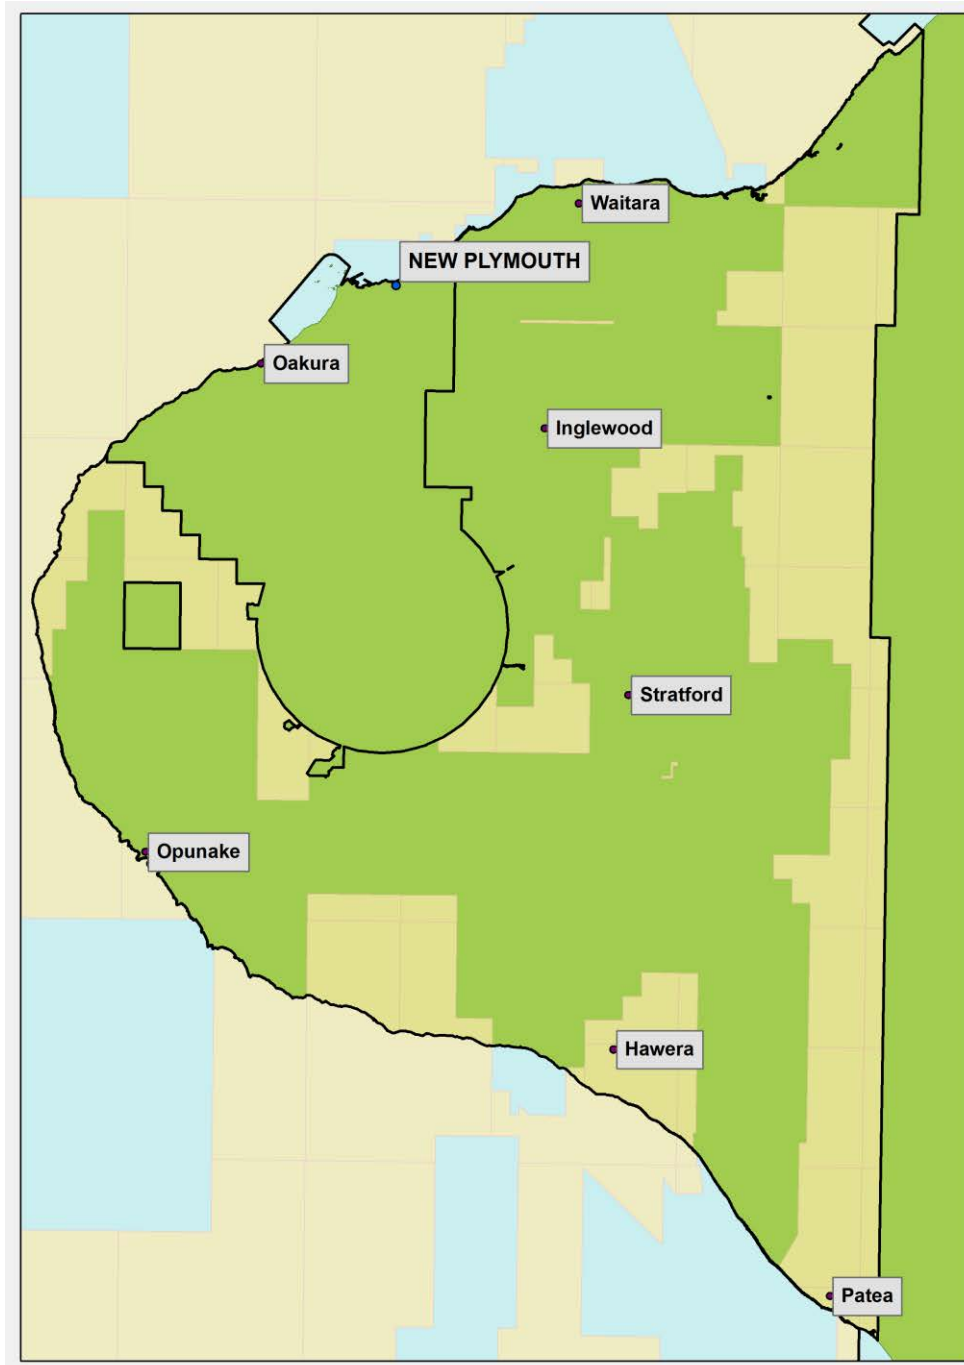 Waitara
NEW PLYMOUTH
Oakura
Inglewood
Stratford
Opunake
Hawera
Patea